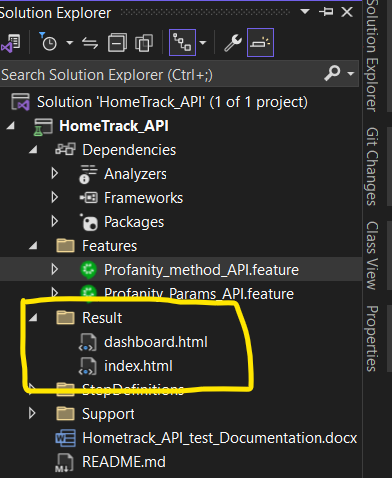 Solution Explorer
Search Solution Explorer (Ctrl+;)
Solution 'HomeTrack_API' (1 of 1 project)
HomeTrack_API
Dependencies
Analyzers
Frameworks
Packages
Features
Profanity_method_API.feature
Profanity_Params_API.feature
Result
dashboard.html
index.html
StepDefinitions
Support
Hometrack_API_test_Documentation.docx
README.md
Solution Explorer
Git Changes
Class View
Properties